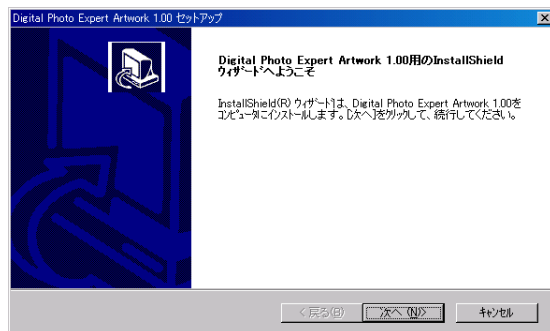 Digital Photo Expert Artwork 1.00 セットアップ
Digital Photo Expert Artwork 1.00用のInstallShield
ウィザードへようこそ
InstallShield(R) ウィザードは、Digital Photo Expert Artwork 1.00を
コンピュータにインストールします。「次へ」をクリックして、続行してください。
< 戻る(B)
次へ (N)>
キャンセル